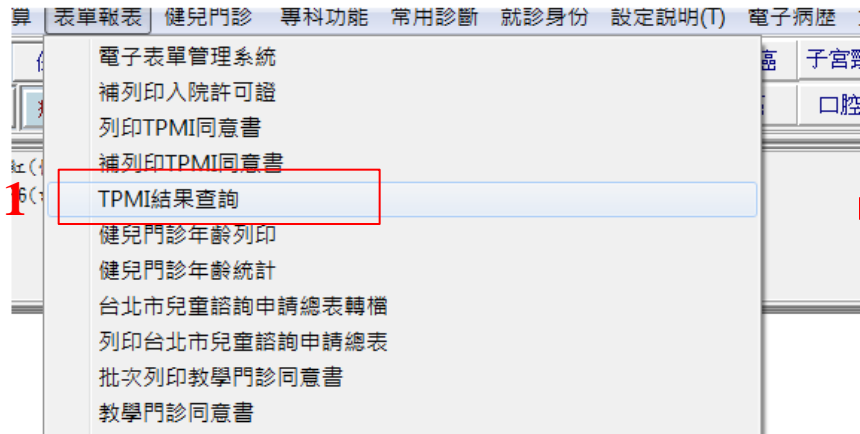 算 表單報表 健兒門診 專科功能 常用診斷 就診身份 設定說明(T) 電子病歷
電子表單管理系統
子宮
補列印入院許可證
口腔
列印TPMI同意書
補列印TPMI同意書
1
TPMI結果查詢
健兒門診年齡列印
健兒門診年齡統計
台北市兒童諮詢申請總表轉檔
列印台北市兒童諮詢申請總表
批次列印教學門診同意書
教學門診同意書